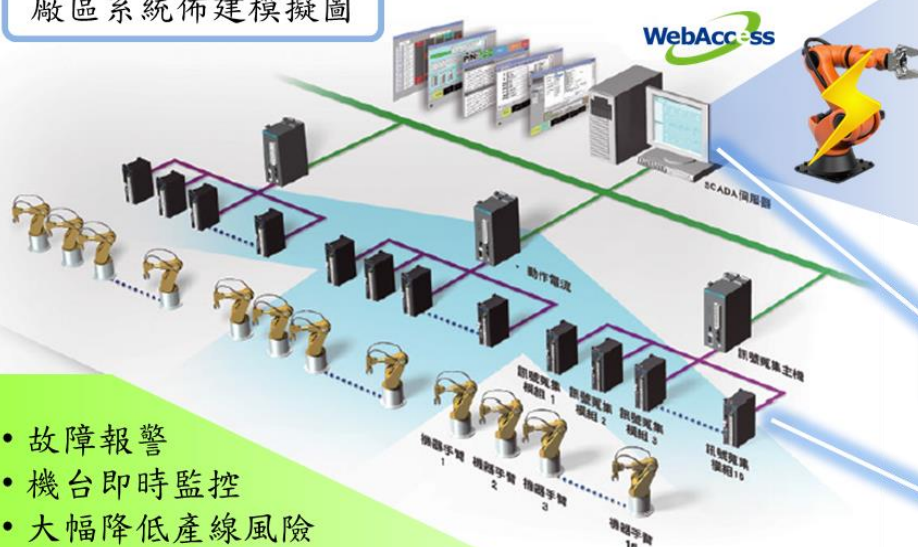 廠區系統佈建模擬圖
WebAccess
SCADA伺服器
動作電流
訊號蒐集主機
訊號蒐集
模組 1
訊號蒐集
模組 2
訊號蒐集
模組 3
訊號蒐集
模組16
機器手臂
1
機器手臂
2
機器手臂
3
機器手臂
16
• 故障報警
• 機台即時監控
• 大幅降低產線風險